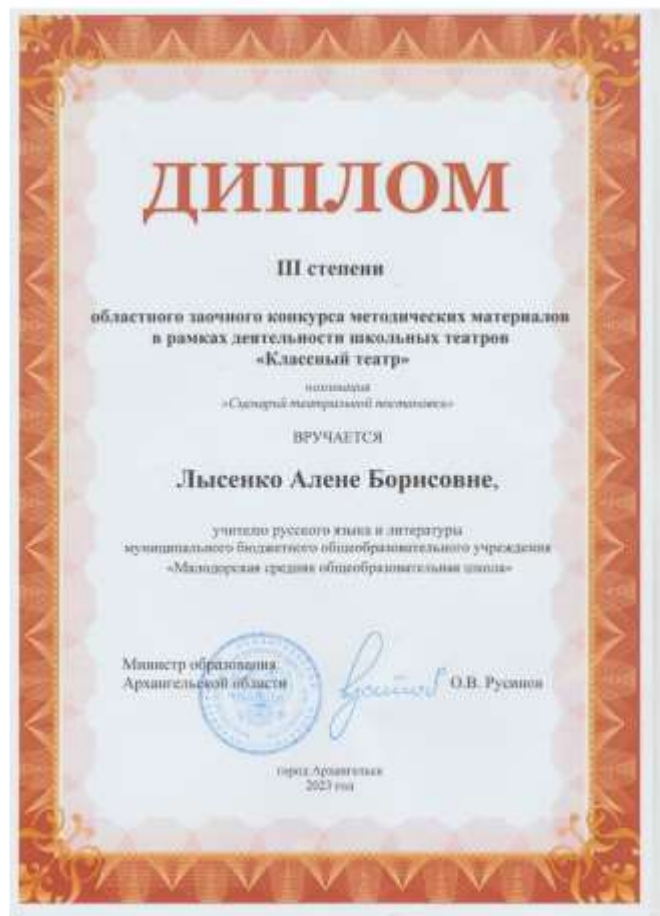 ДИПЛОМ
III степени
областного заочного конкурса методических материалов
в рамках деятельности школьных театров
«Классный театр»
номинация
«Сценарий театральной постановки»
ВРУЧАЕТСЯ
Лысенко Алене Борисовне,
учителю русского языка и литературы
муниципального бюджетного общеобразовательного учреждения
«Малодорская средняя общеобразовательная школа»
Министр образования
Архангельской области
О.В. Русинов
город Архангельск
2023 год